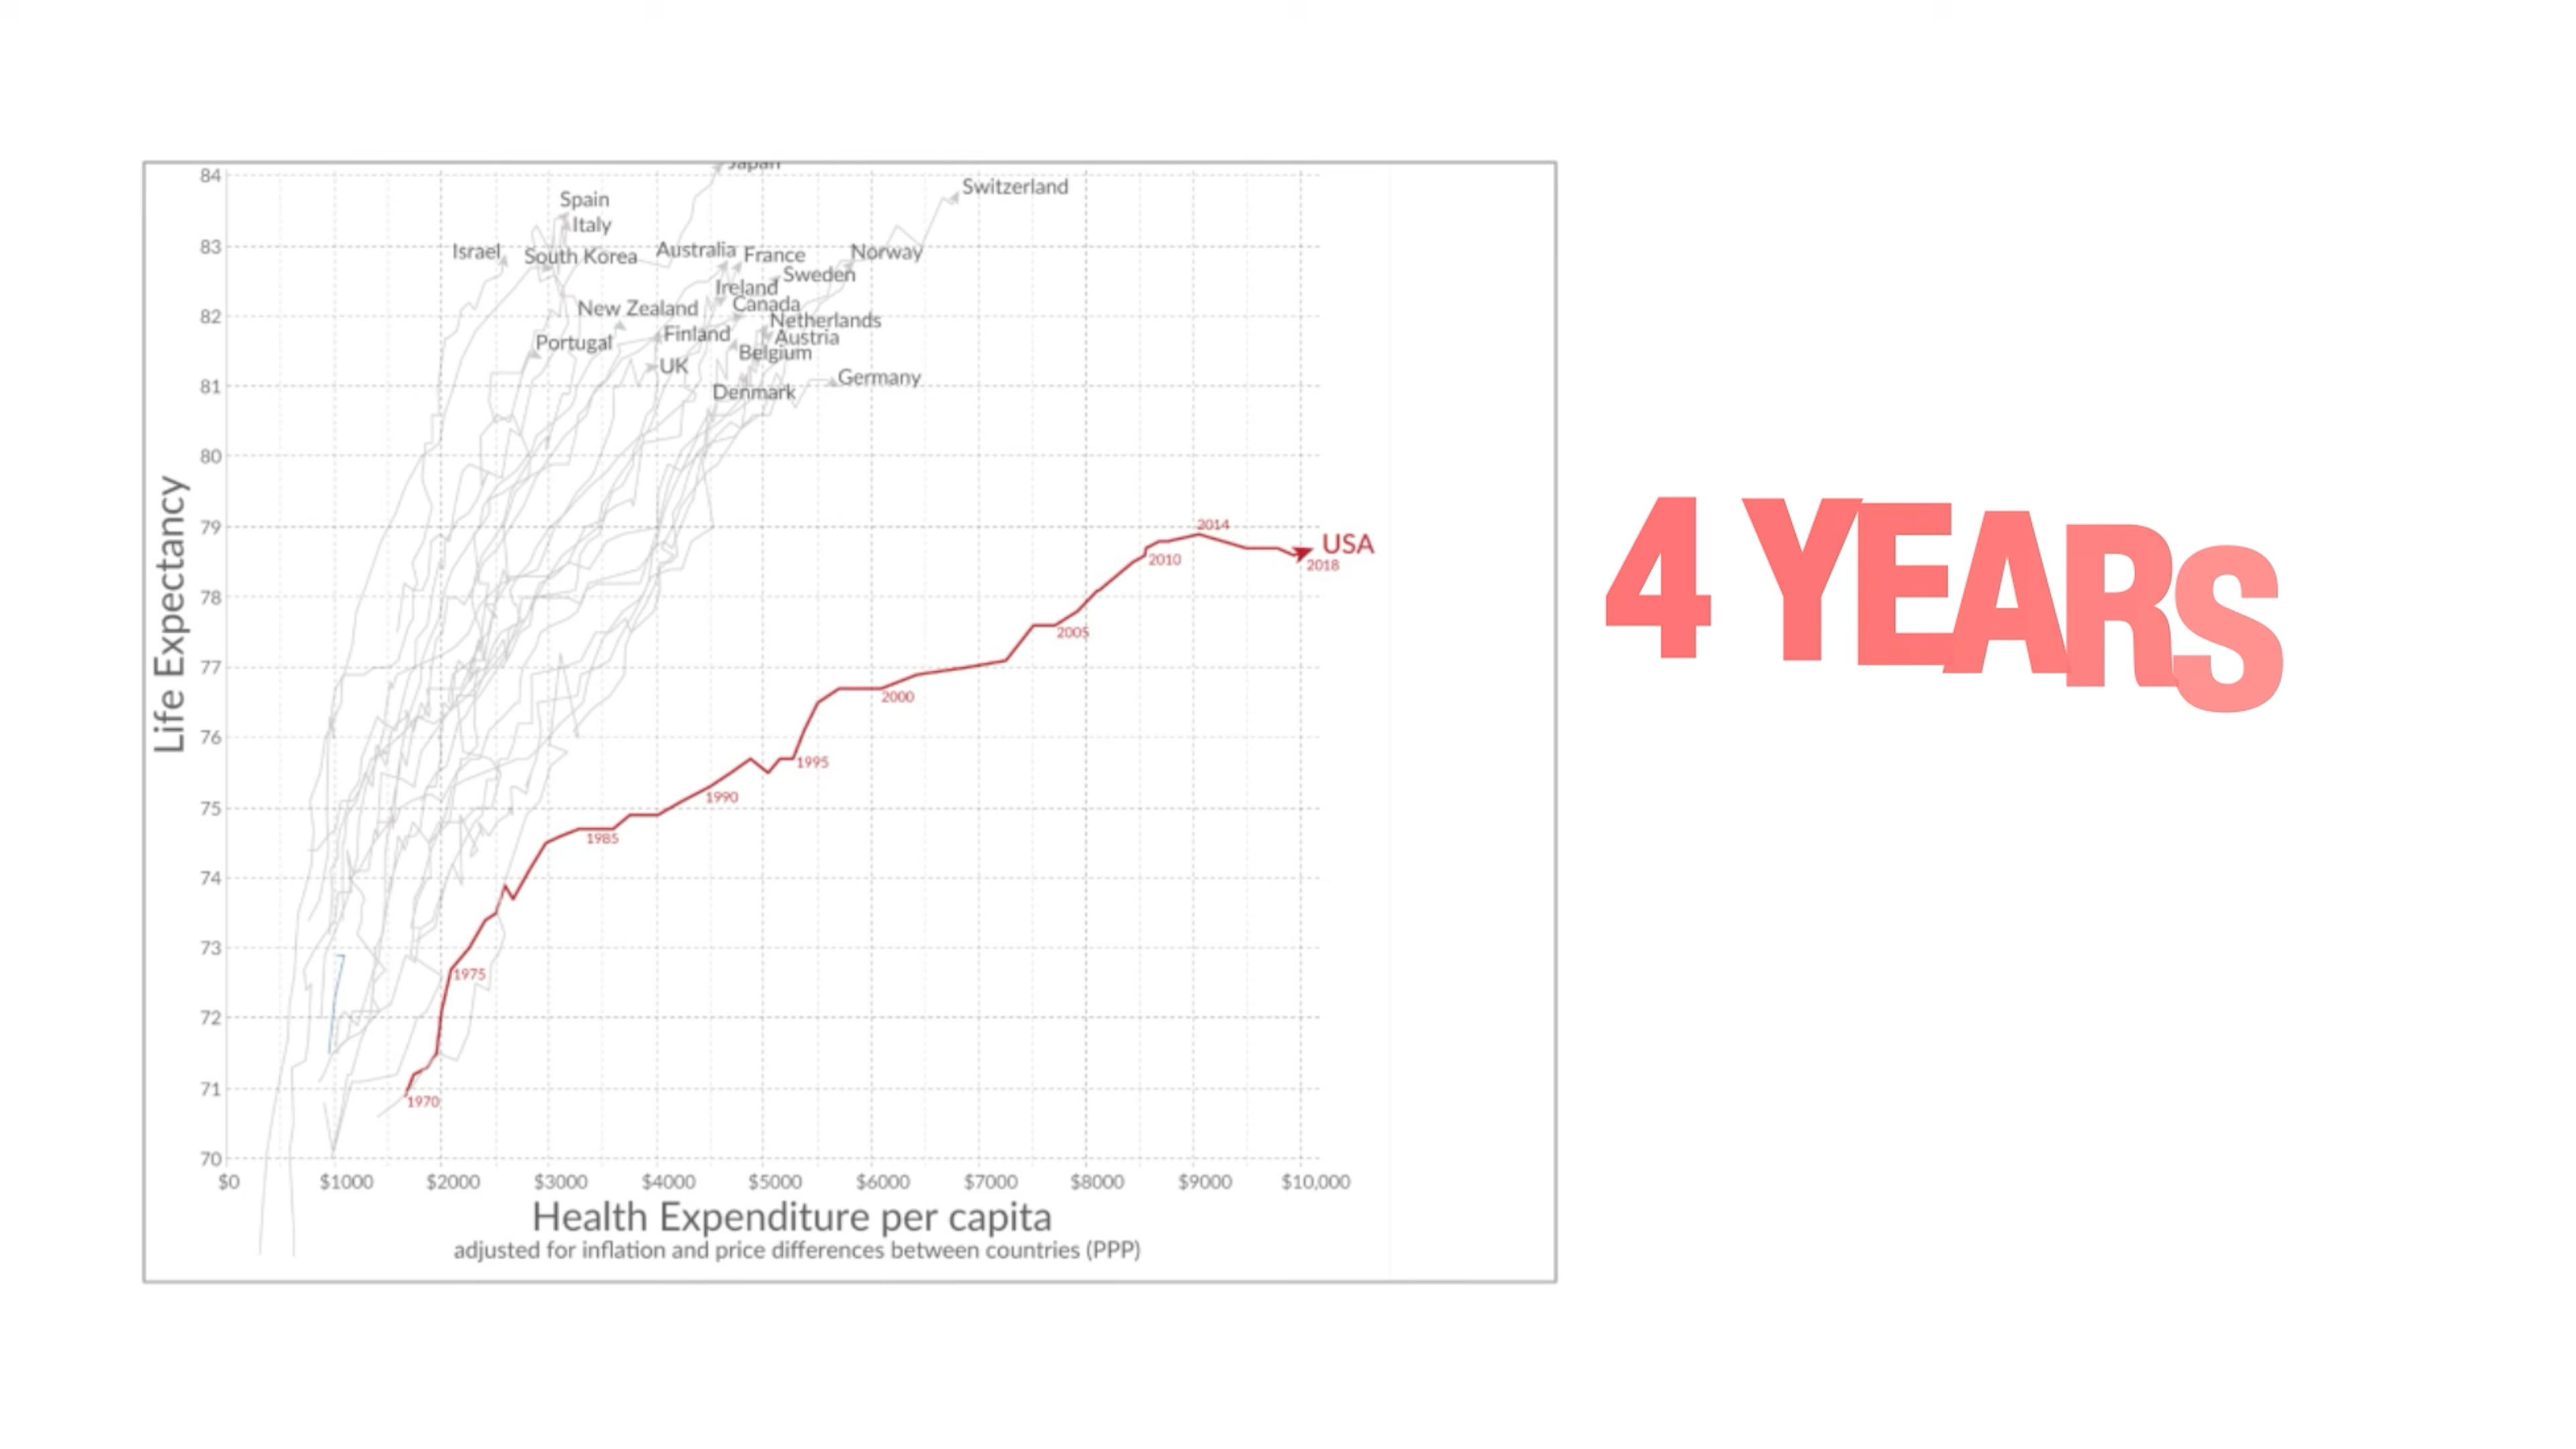 Japan
84
Switzerland
Spain
Italy
83
Israel
South Korea
Australia
France
Norway
Sweden
Ireland
Canada
New Zealand
82
Netherlands
Finland
Austria
Portugal
Belgium
UK
81
Germany
Denmark
80
Life Expectancy
79
2014
USA
2010
2018
78
2005
77
2000
76
1995
75
1990
1985
74
73
1975
72
71
1970
70
$0 $1000 $2000 $3000 $4000 $5000 $6000 $7000 $8000 $9000 $10,000
Health Expenditure per capita
adjusted for inflation and price differences between countries (PPP)
4 YEARS